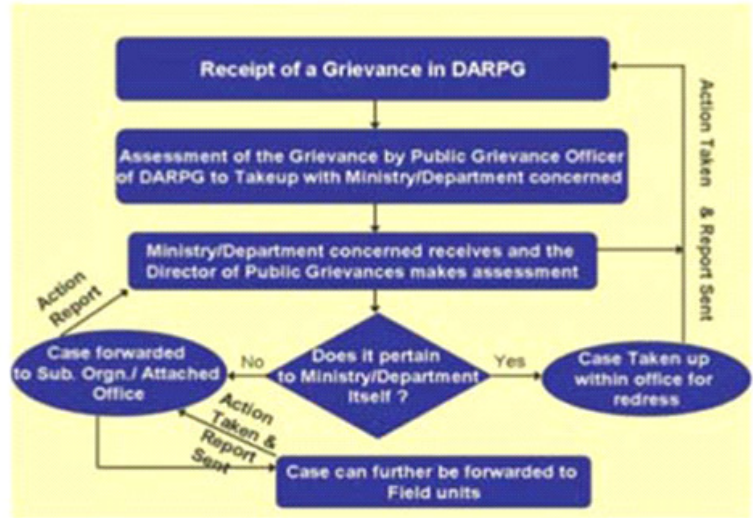 Receipt of a Grievance in DARPG
Assessment of the Grievance by Public Grievance Officer
of DARPG to Takeup with Ministry/Department concerned
Ministry/Department concerned receives and the
Director of Public Grievances makes assessment
Action Taken & Report Sent
Action
Report
Case forwarded
to Sub. Orgn./ Attached
Office
No
Does it pertain
to Ministry/Department
Itself ?
Yes
Case Taken up
within office for
redress
Action
Taken &
Report
Sent
Case can further be forwarded to
Field units